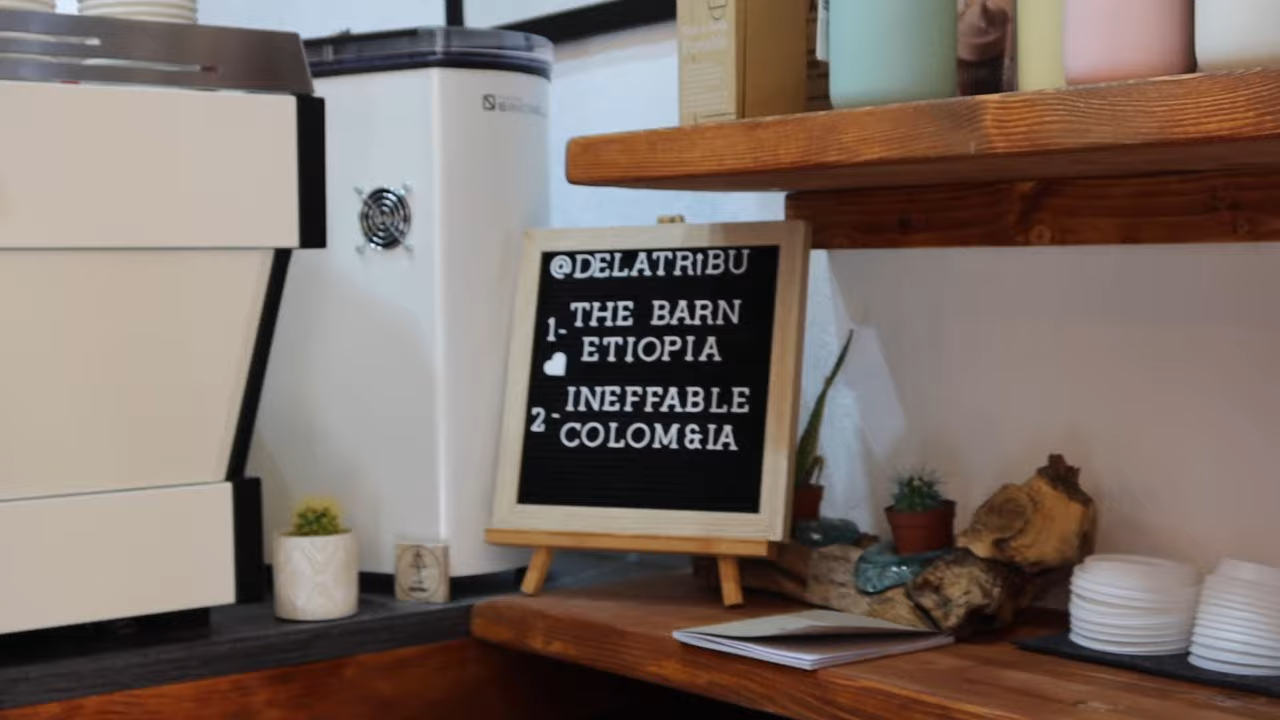 @DELATRIBU
1- THE BARN
ETIOPIA
2- INEFFABLE
COLOM&IA